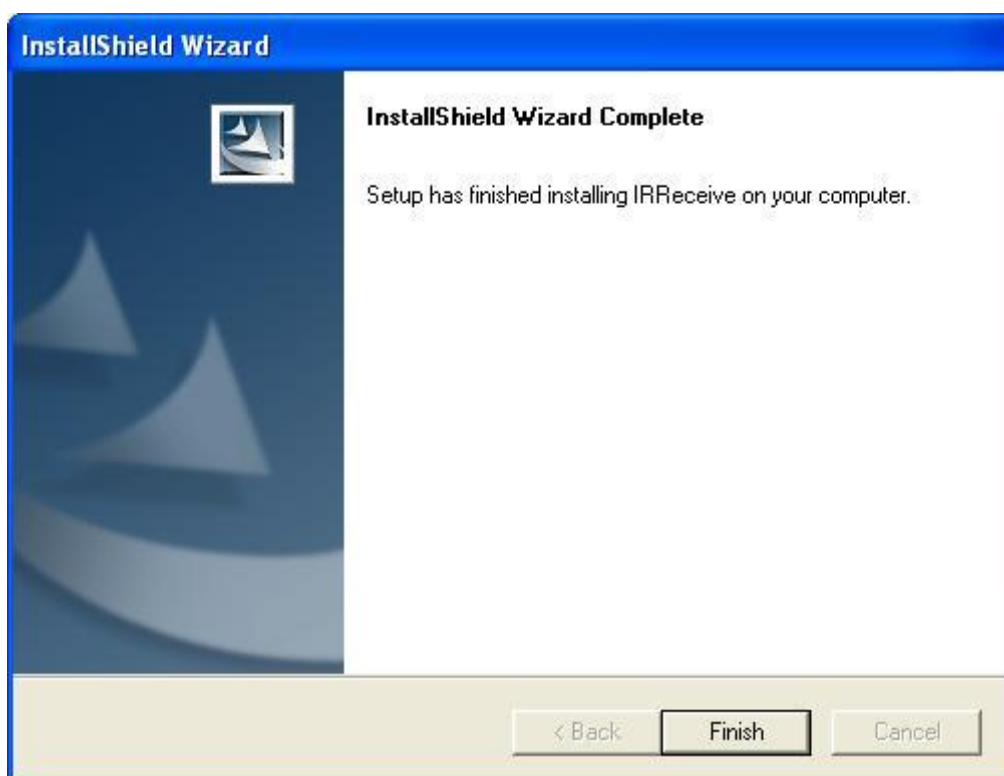 InstallShield Wizard
InstallShield Wizard Complete
Setup has finished installing IRReceive on your computer.
< Back Finish Cancel